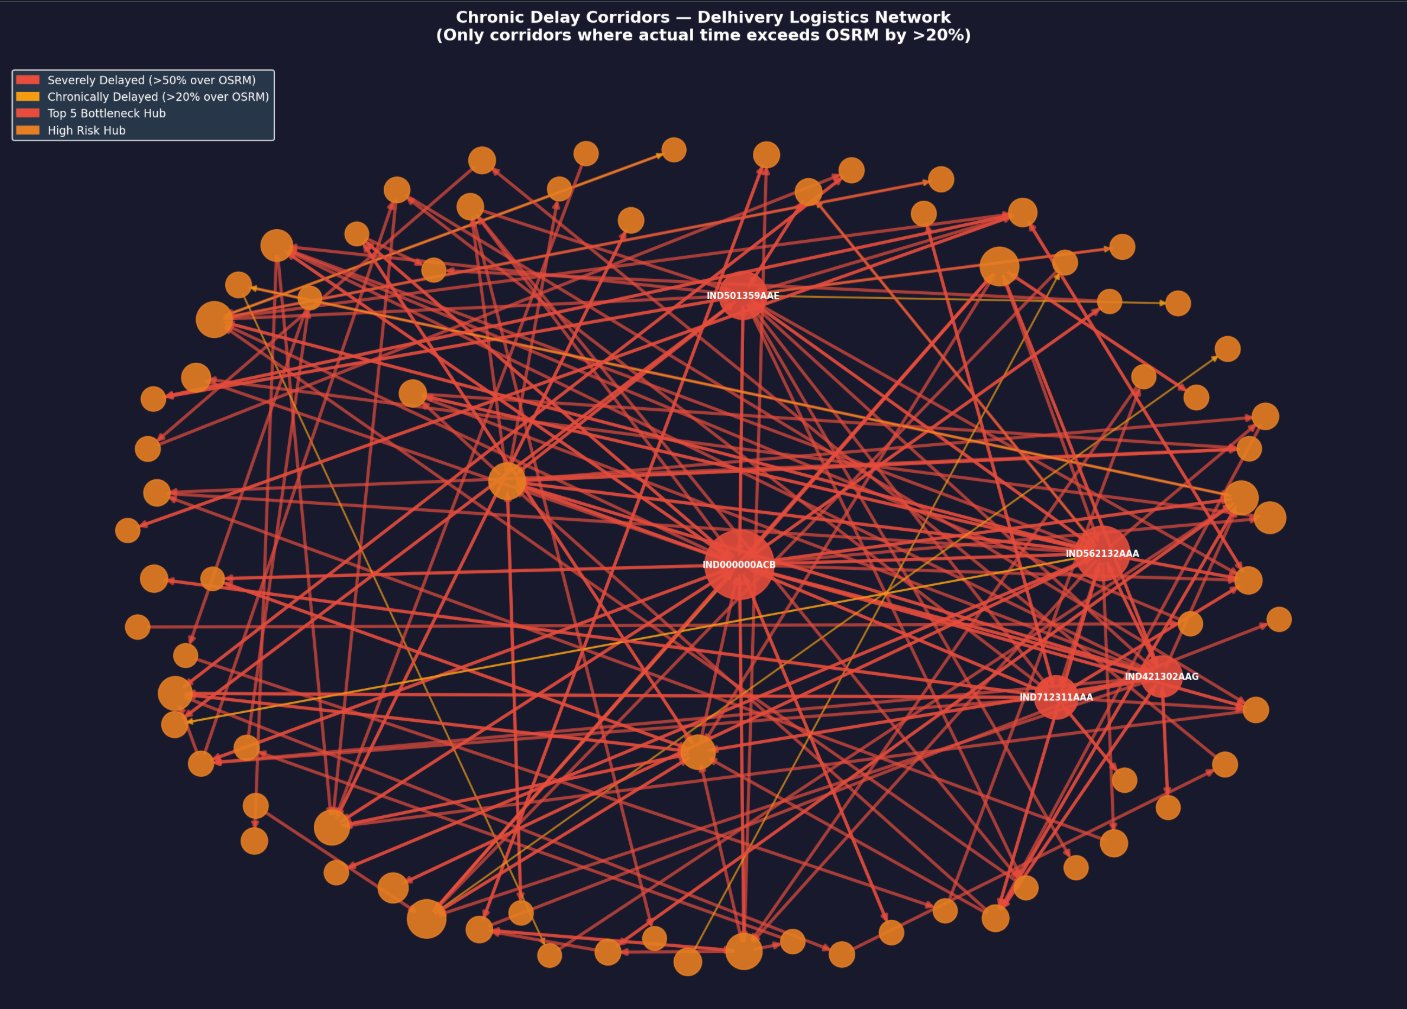 Chronic Delay Corridors — Delhivery Logistics Network
(Only corridors where actual time exceeds OSRM by >20%)
Severely Delayed (>50% over OSRM)
Chronically Delayed (>20% over OSRM)
Top 5 Bottleneck Hub
High Risk Hub
IND501359AAE
IND562132AAA
IND000000ACB
IND421302AAG
IND712311AAA